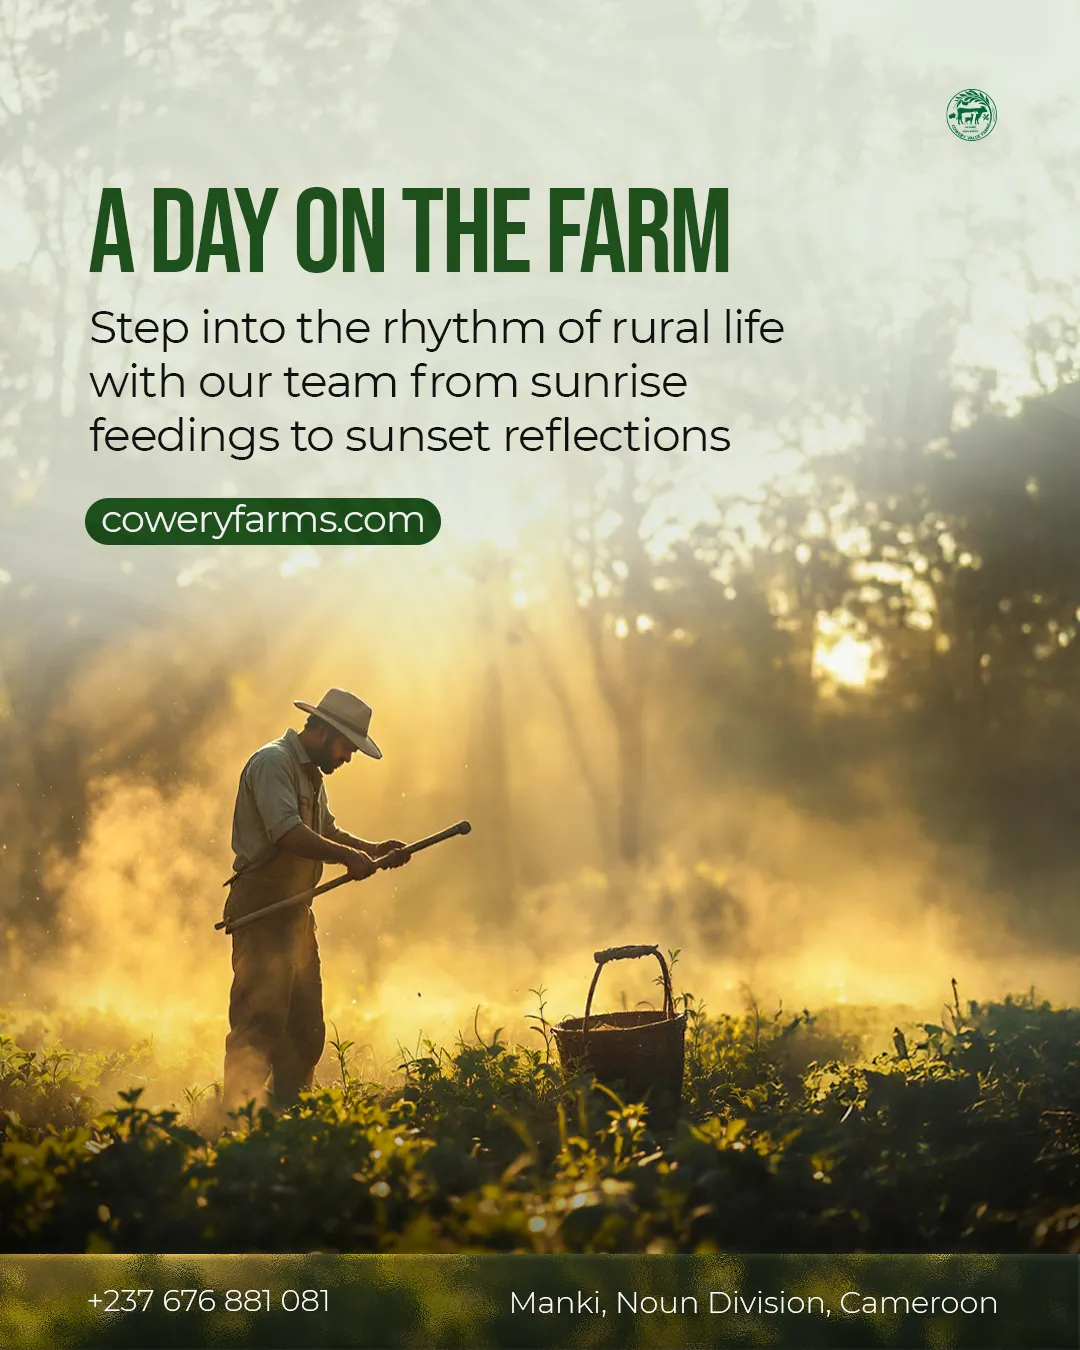 A DAY ON THE FARM
Step into the rhythm of rural life
with our team from sunrise
feedings to sunset reflections
coweryfarms.com
+237 676 881 081
Manki, Noun Division, Cameroon